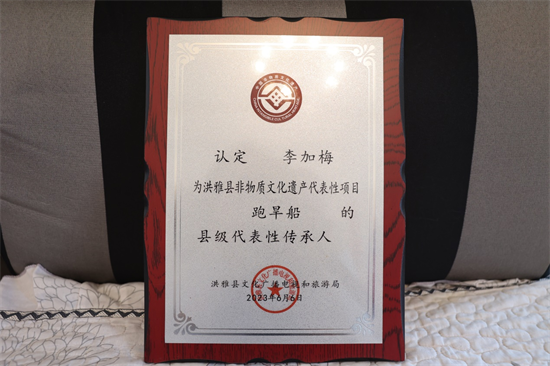 认定 李加梅
为洪雅县非物质文化遗产代表性项目
跑旱船 的
县级代表性传承人
洪雅县文化广播电视和旅游局
2023年6月6日